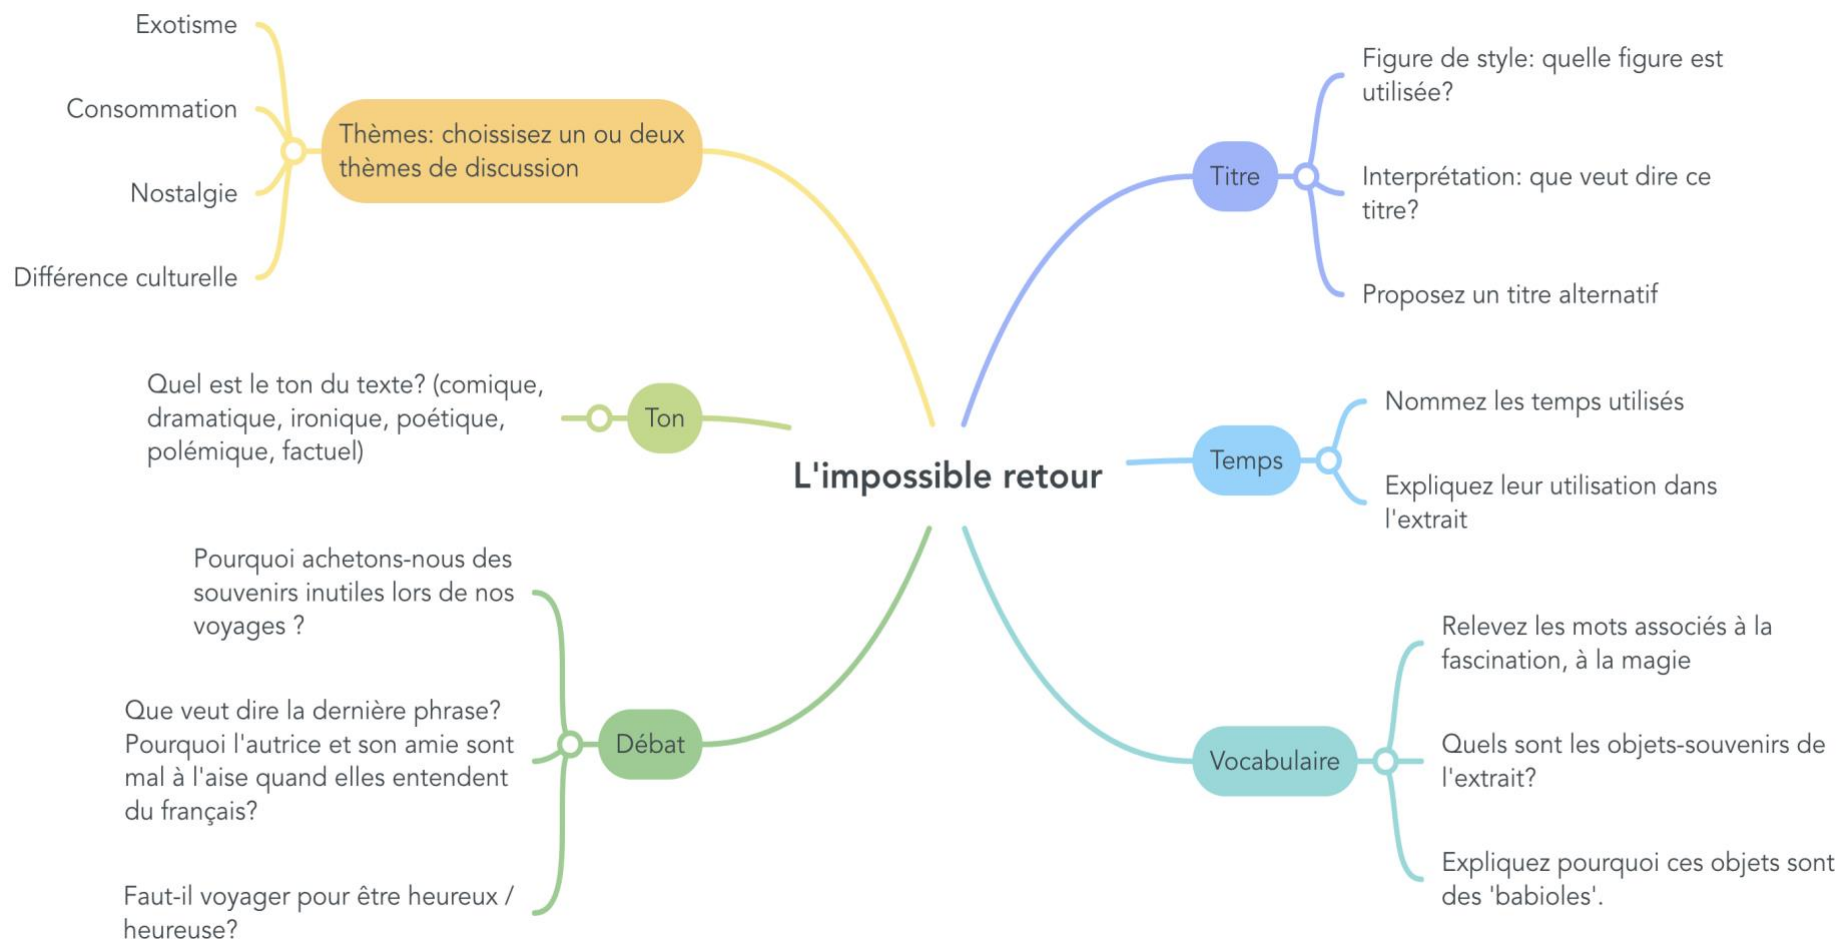 L'impossible retour
Thèmes: choissisez un ou deux
thèmes de discussion
Exotisme
Consommation
Nostalgie
Différence culturelle
Ton
Quel est le ton du texte? (comique,
dramatique, ironique, poétique,
polémique, factuel)
Débat
Pourquoi achetons-nous des
souvenirs inutiles lors de nos
voyages ?
Que veut dire la dernière phrase?
Pourquoi l'autrice et son amie sont
mal à l'aise quand elles entendent
du français?
Faut-il voyager pour être heureux /
heureuse?
Titre
Figure de style: quelle figure est
utilisée?
Interprétation: que veut dire ce
titre?
Proposez un titre alternatif
Temps
Nommez les temps utilisés
Expliquez leur utilisation dans
l'extrait
Vocabulaire
Relevez les mots associés à la
fascination, à la magie
Quels sont les objets-souvenirs de
l'extrait?
Expliquez pourquoi ces objets sont
des 'babioles'.